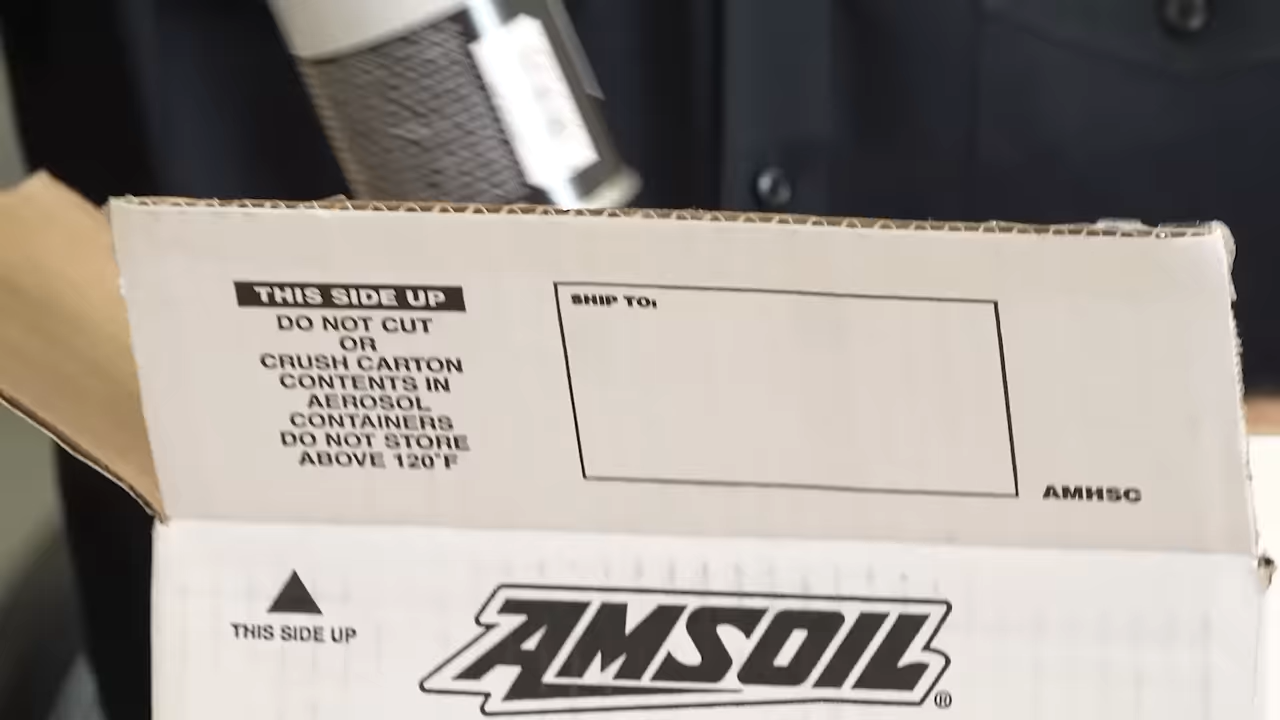 THIS SIDE UP
DO NOT CUT
OR
CRUSH CARTON
CONTENTS IN
AEROSOL
CONTAINERS
DO NOT STORE
ABOVE 120°F
SHIP TO:
AMHSC
THIS SIDE UP
AMSOIL®